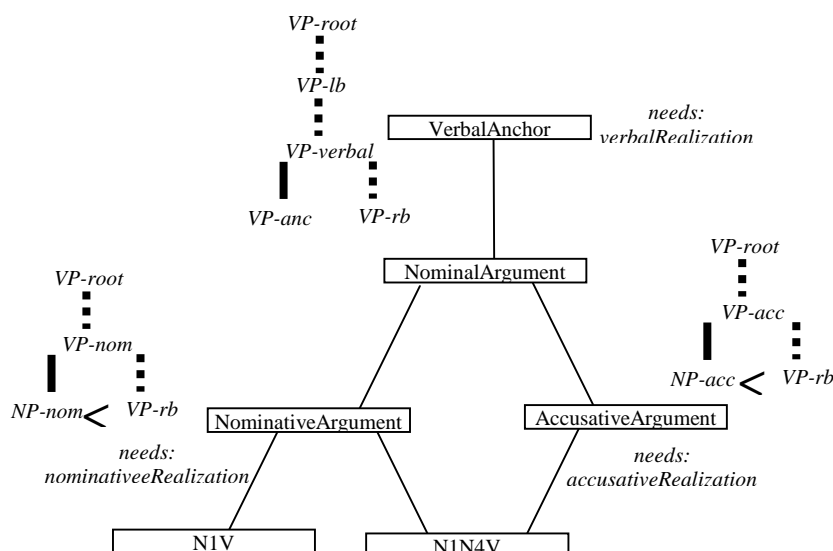 VP-root
VP-lb
VP-verbal
VP-anc
VP-rb
VerbalAnchor
needs:
verbalRealization
NominalArgument
VP-root
VP-nom
NP-nom < VP-rb
VP-root
VP-acc
NP-acc < VP-rb
NominativeArgument
AccusativeArgument
needs:
nominativeeRealization
needs:
accusativeRealization
N1V
N1N4V